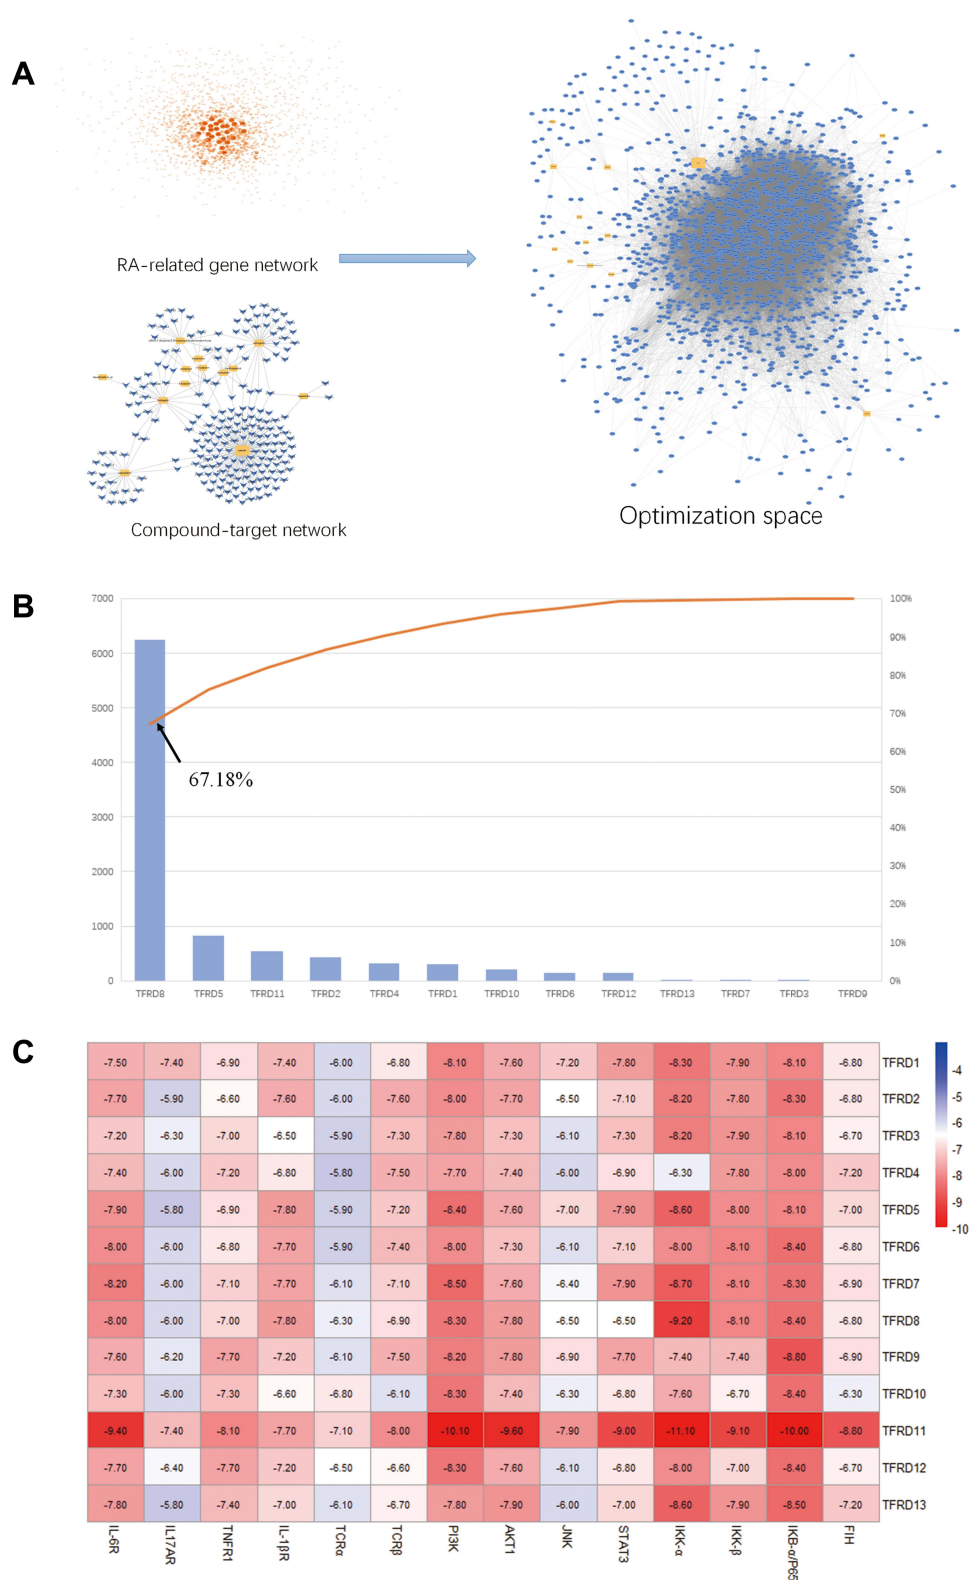 A
RA-related gene network
Compound-target network
Optimization space
B
7000 100%
90%
6000
80%
5000
70%
4000
60%
67.18%
50%
3000
40%
2000
30%
20%
1000
10%
0 0%
TFRD8 TFRD5 TFRD11 TFRD2 TFRD4 TFRD1 TFRD10 TFRD6 TFRD12 TFRD13 TFRD7 TFRD3 TFRD9
C
-7.50 -7.40 -6.90 -7.40 -6.00 -6.80 -8.10 -7.60 -7.20 -7.80 -8.30 -7.90 -8.10 -6.80 TFRD1
-7.70 -5.90 -6.60 -7.60 -6.00 -7.60 -8.00 -7.70 -6.50 -7.10 -8.20 -7.80 -8.30 -6.80 TFRD2
-7.20 -6.30 -7.00 -6.50 -5.90 -7.30 -7.80 -7.30 -6.10 -7.30 -8.20 -7.90 -8.10 -6.70 TFRD3
-7.40 -6.00 -7.20 -6.80 -5.80 -7.50 -7.70 -7.40 -6.00 -6.90 -6.30 -7.80 -8.00 -7.20 TFRD4
-7.90 -5.80 -6.90 -7.80 -5.90 -7.20 -8.40 -7.60 -7.00 -7.90 -8.60 -8.00 -8.10 -7.00 TFRD5
-8.00 -6.00 -6.80 -7.70 -5.90 -7.40 -8.00 -7.30 -6.10 -7.10 -8.00 -8.10 -8.40 -6.80 TFRD6
-8.20 -6.00 -7.10 -7.70 -6.10 -7.10 -8.50 -7.60 -6.40 -7.90 -8.70 -8.10 -8.30 -6.90 TFRD7
-8.00 -6.00 -7.00 -7.80 -6.30 -6.90 -8.30 -7.80 -6.50 -6.50 -9.20 -8.10 -8.40 -6.80 TFRD8
-7.60 -6.20 -7.70 -7.20 -6.10 -7.50 -8.20 -7.80 -6.90 -7.70 -7.40 -7.40 -8.80 -6.90 TFRD9
-7.30 -6.00 -7.30 -6.60 -6.80 -6.10 -8.30 -7.40 -6.30 -6.80 -7.60 -6.70 -8.40 -6.30 TFRD10
-9.40 -7.40 -8.10 -7.70 -7.10 -8.00 -10.10 -9.60 -7.90 -9.00 -11.10 -9.10 -10.00 -8.80 TFRD11
-7.70 -6.40 -7.70 -7.20 -6.50 -6.60 -8.30 -7.60 -6.10 -6.80 -8.00 -7.00 -8.40 -6.70 TFRD12
-7.80 -5.80 -7.40 -7.00 -6.10 -6.70 -7.80 -7.90 -6.00 -7.00 -8.60 -7.90 -8.50 -7.20 TFRD13
IL-6R IL17AR TNFR1 IL-1βR TCRα TCRβ PI3K AKT1 JNK STAT3 IKK-α IKK-β IKB-α/P65 FIH
-4
-5
-6
-7
-8
-9
-10